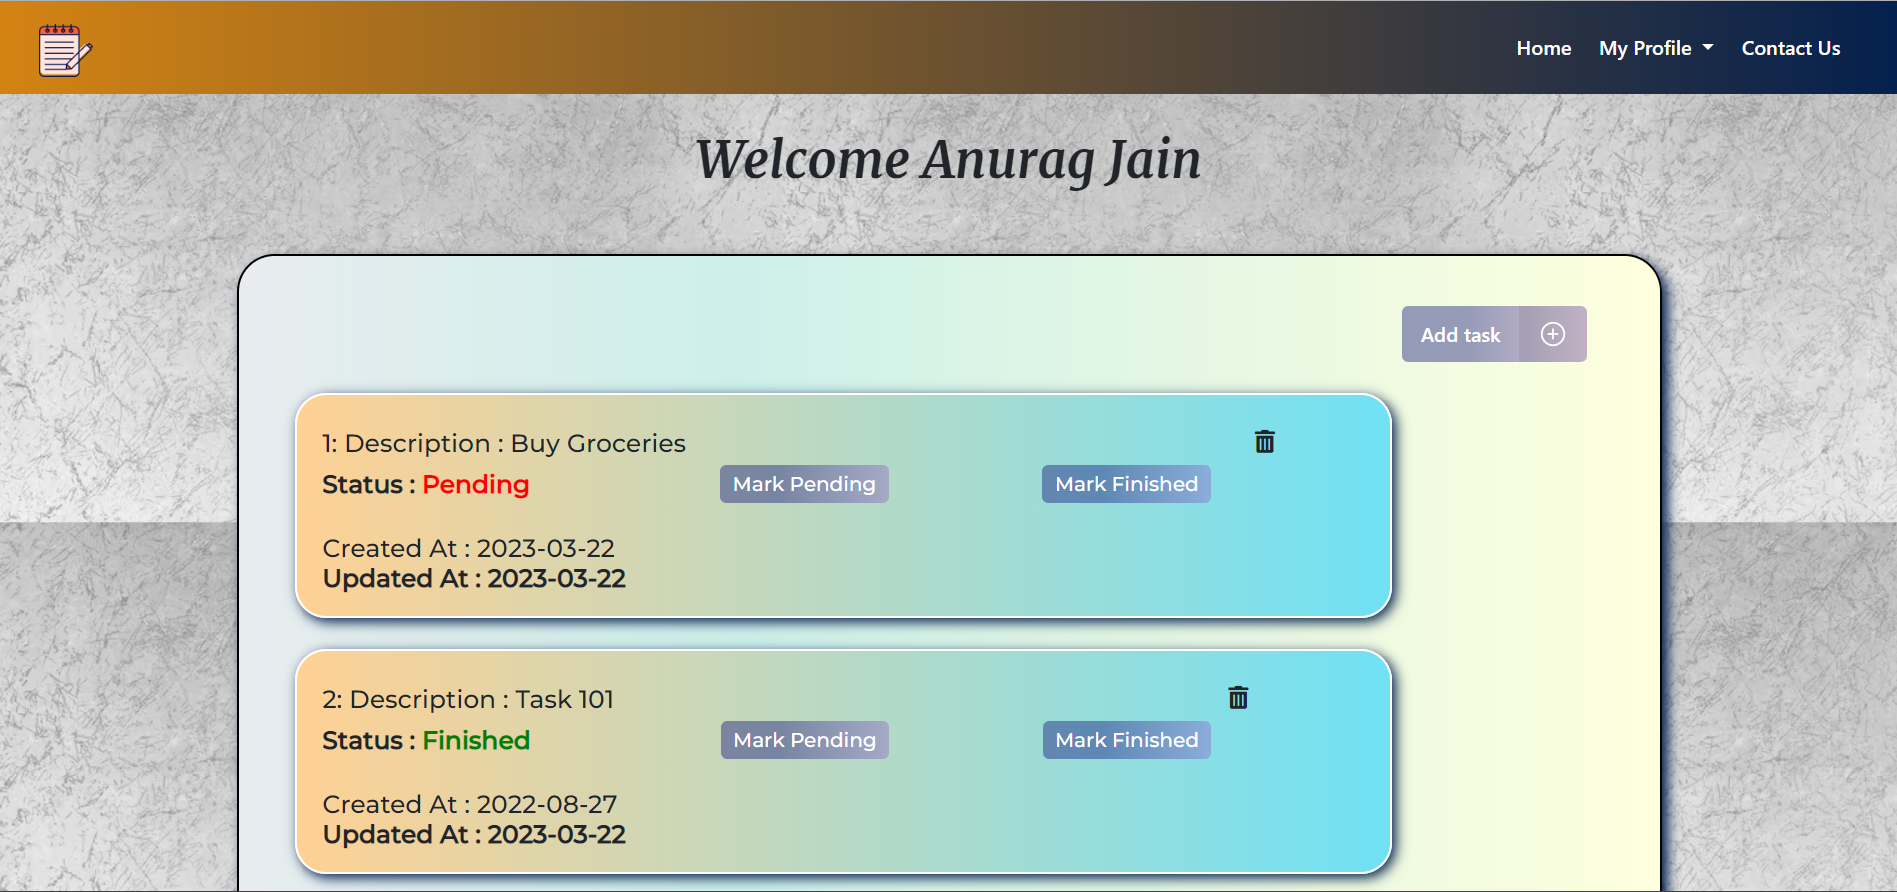 Home My Profile Contact Us
Welcome Anurag Jain
Add task
1: Description : Buy Groceries
Status : Pending Mark Pending Mark Finished
Created At : 2023-03-22
Updated At : 2023-03-22
2: Description : Task 101
Status : Finished Mark Pending Mark Finished
Created At : 2022-08-27
Updated At : 2023-03-22